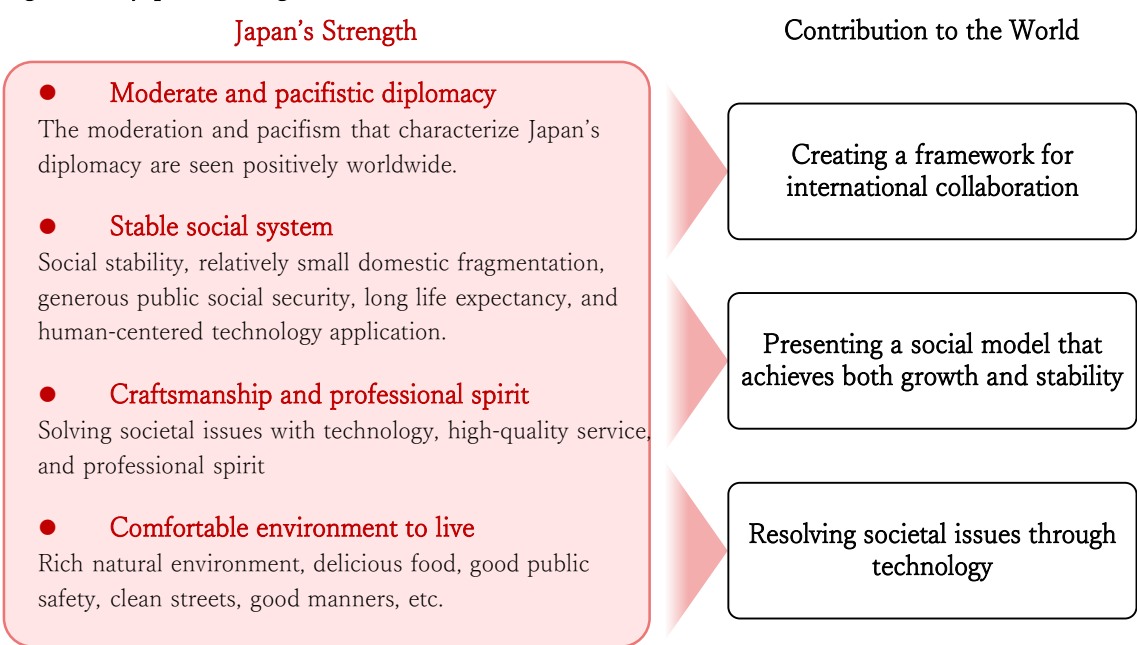 Japan's Strength
● Moderate and pacifistic diplomacy
The moderation and pacifism that characterize Japan's
diplomacy are seen positively worldwide.
● Stable social system
Social stability, relatively small domestic fragmentation,
generous public social security, long life expectancy, and
human-centered technology application.
● Craftsmanship and professional spirit
Solving societal issues with technology, high-quality service,
and professional spirit
● Comfortable environment to live
Rich natural environment, delicious food, good public
safety, clean streets, good manners, etc.
Contribution to the World
Creating a framework for
international collaboration
Presenting a social model that
achieves both growth and stability
Resolving societal issues through
technology